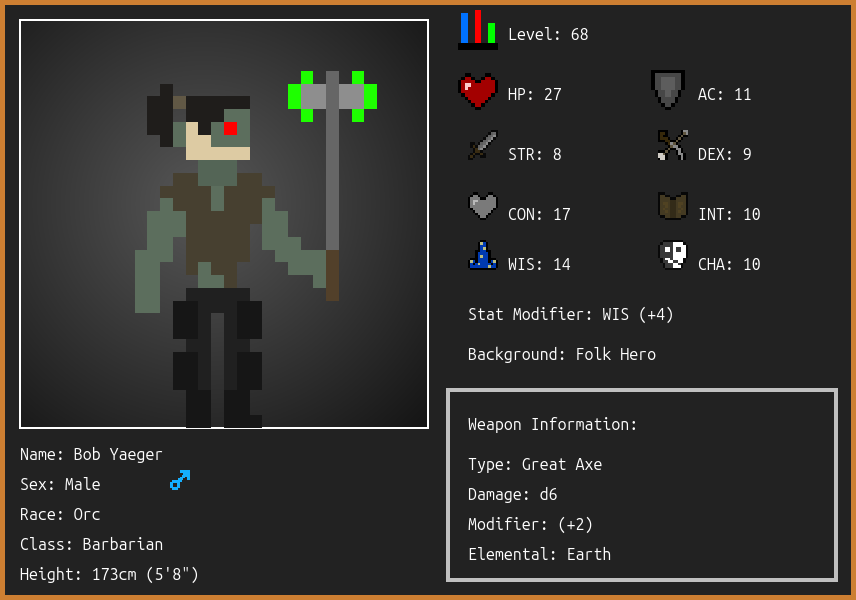 Level: 68
HP: 27
AC: 11
STR: 8
DEX: 9
CON: 17
INT: 10
WIS: 14
CHA: 10
Stat Modifier: WIS (+4)
Background: Folk Hero
Weapon Information:
Type: Great Axe
Damage: d6
Modifier: (+2)
Elemental: Earth
Name: Bob Yaeger
Sex: Male
Race: Orc
Class: Barbarian
Height: 173cm (5'8")